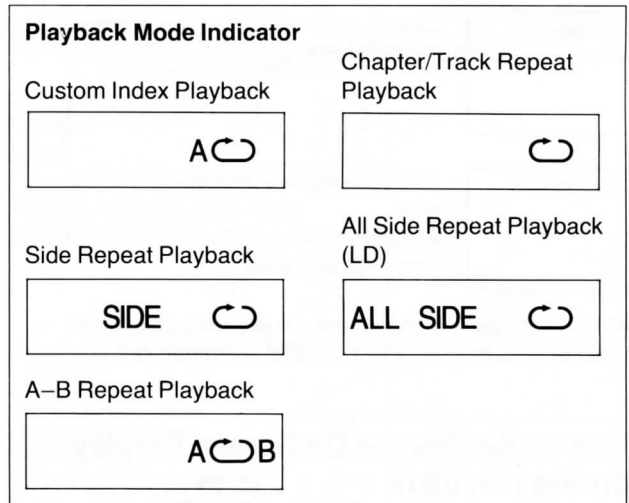 Playback Mode Indicator
Custom Index Playback
A
Chapter/Track Repeat
Playback
Side Repeat Playback
SIDE
All Side Repeat Playback
(LD)
ALL SIDE
A–B Repeat Playback
A B